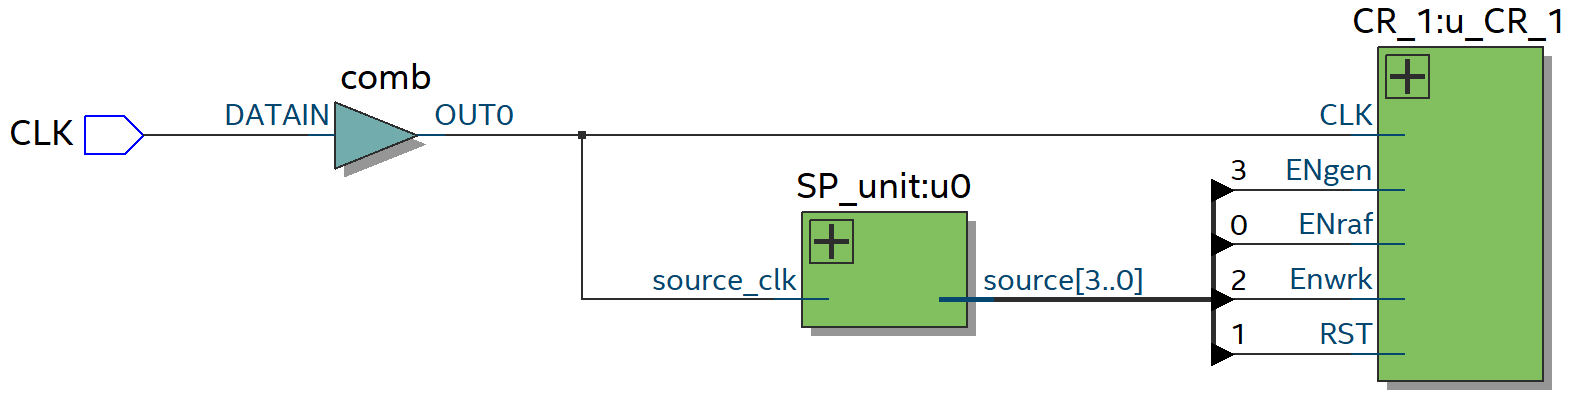 CR_1:u_CR_1
comb
CLK
DATAIN
OUT0
CLK
3
ENgen
SP_unit:u0
0
ENraf
source_clk
source[3..0]
2
Enwrk
1
RST